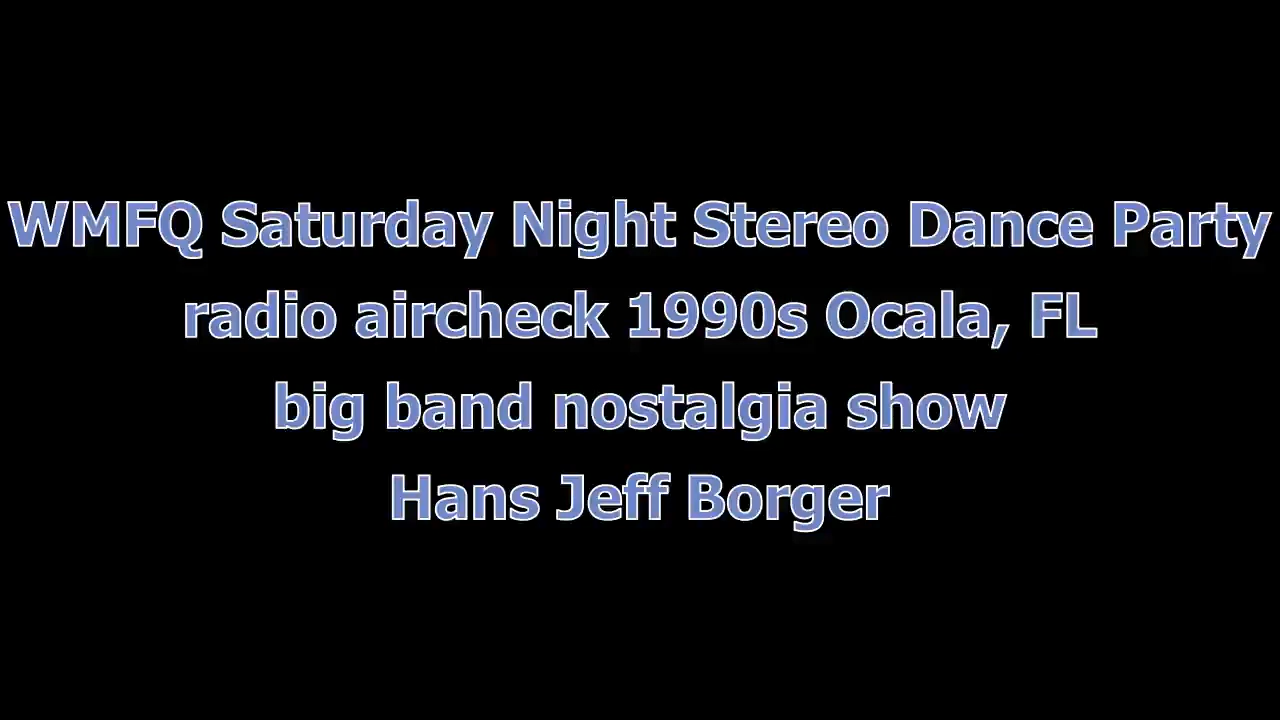 WMFQ Saturday Night Stereo Dance Party
radio aircheck 1990s Ocala, FL
big band nostalgia show
Hans Jeff Borger